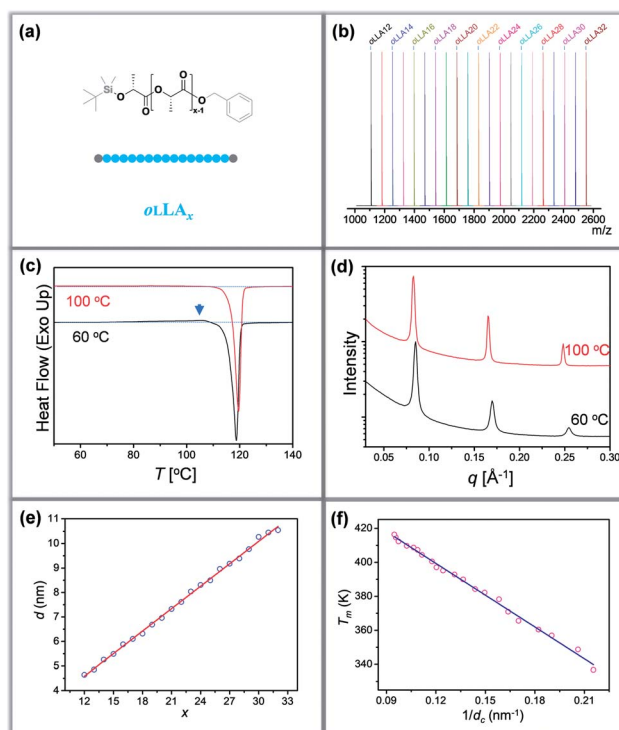 (a)
Si
O
O
O
O
O
x-1
oLLAx
(b)
oLLA12
oLLA14
oLLA16
oLLA18
oLLA20
oLLA22
oLLA24
oLLA26
oLLA28
oLLA30
oLLA32
1000 1200 1400 1600 1800 2000 2200 2400 2600
m/z
(c)
100 °C
60 °C
Heat Flow (Exo Up)
60 80 100 120 140
T [°C]
(d)
100 °C
60 °C
Intensity
0.05 0.10 0.15 0.20 0.25 0.30
q [Å-1]
(e)
11
10
9
8
7
6
5
4
d (nm)
9 12 15 18 21 24 27 30 33
x
(f)
420
400
380
360
340
Tm (K)
0.09 0.12 0.15 0.18 0.21
1/dc (nm-1)